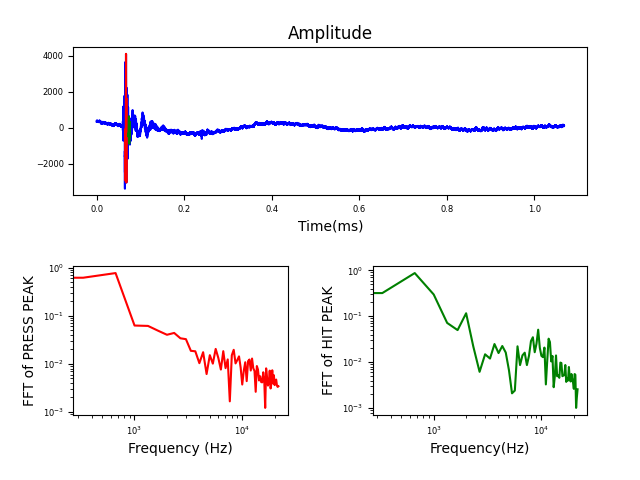 Amplitude
4000
2000
0
−2000
0.0 0.2 0.4 0.6 0.8 1.0
Time(ms)
FFT of PRESS PEAK
10⁰
10⁻¹
10⁻²
10⁻³
10³ 10⁴
Frequency (Hz)
FFT of HIT PEAK
10⁰
10⁻¹
10⁻²
10⁻³
10³ 10⁴
Frequency(Hz)